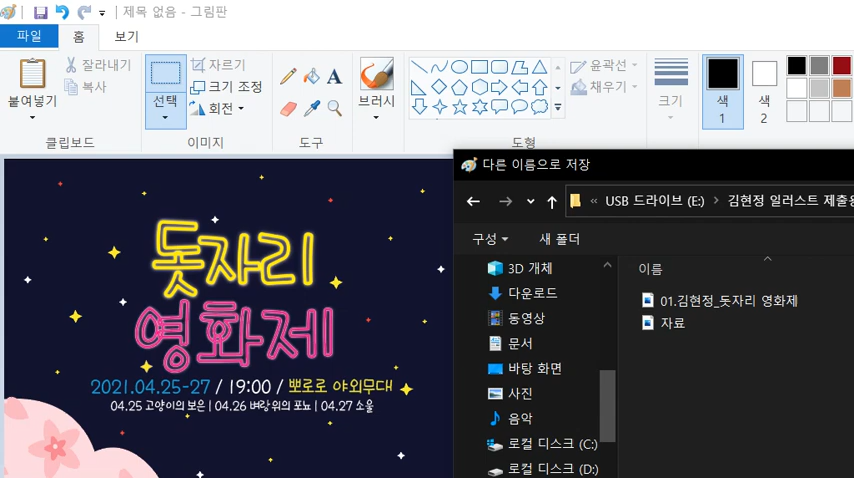 제목 없음 - 그림판
파일 홈 보기
붙여넣기
잘라내기
복사
클립보드
선택
자르기
크기 조정
회전
이미지
A
도구
브러시
도형
윤곽선
채우기
크기
색 1
색 2
돗자리
영화제
2021.04.25-27 / 19:00 / 뽀로로 야외무대
04.25 고양이의 보은 | 04.26 벼랑위의 포뇨 | 04.27 소울
다른 이름으로 저장
« USB 드라이브 (E:) > 김현정 일러스트 제출용
구성 새 폴더
3D 개체
다운로드
동영상
문서
바탕 화면
사진
음악
로컬 디스크 (C:)
로컬 디스크 (D:)
이름
01.김현정_돗자리 영화제
자료